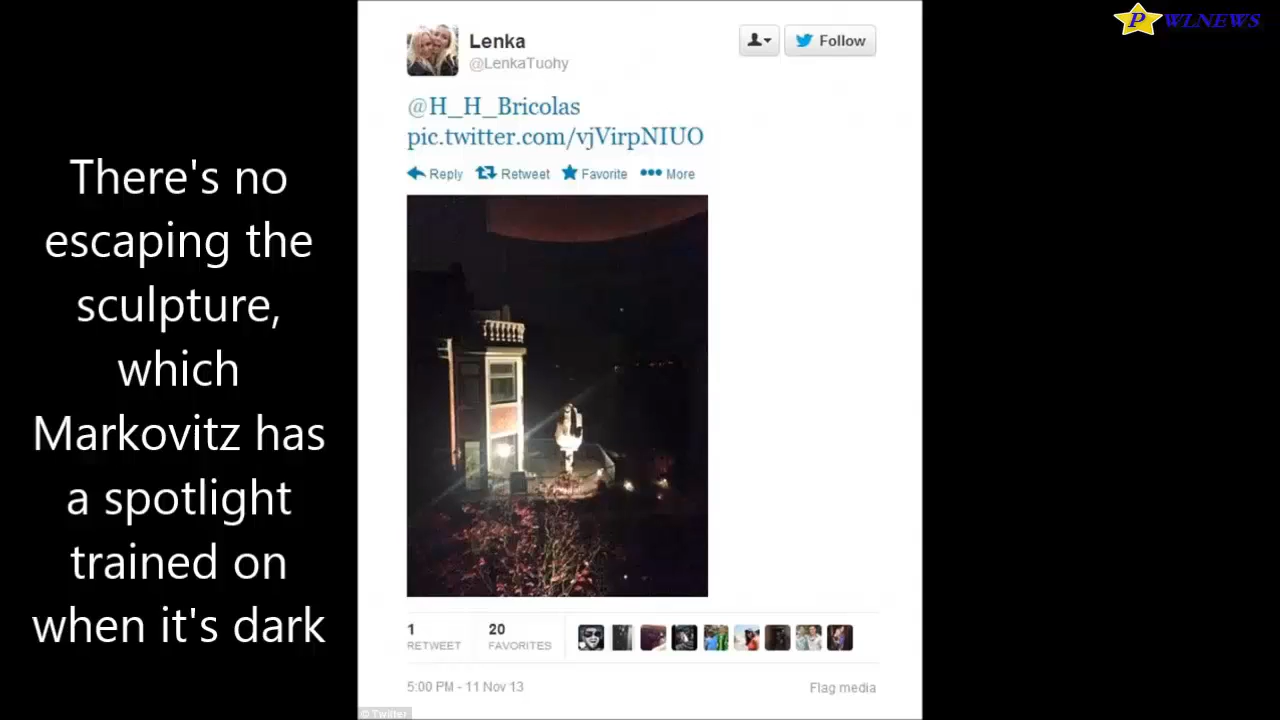 PWLNEWS
There's no
escaping the
sculpture,
which
Markovitz has
a spotlight
trained on
when it's dark
Lenka
@LenkaTuohy
Follow
@H_H_Bricolas
pic.twitter.com/vjVirpNIUO
Reply Retweet Favorite More
1 20
RETWEET FAVORITES
5:00 PM - 11 Nov 13 Flag media
© Twitter